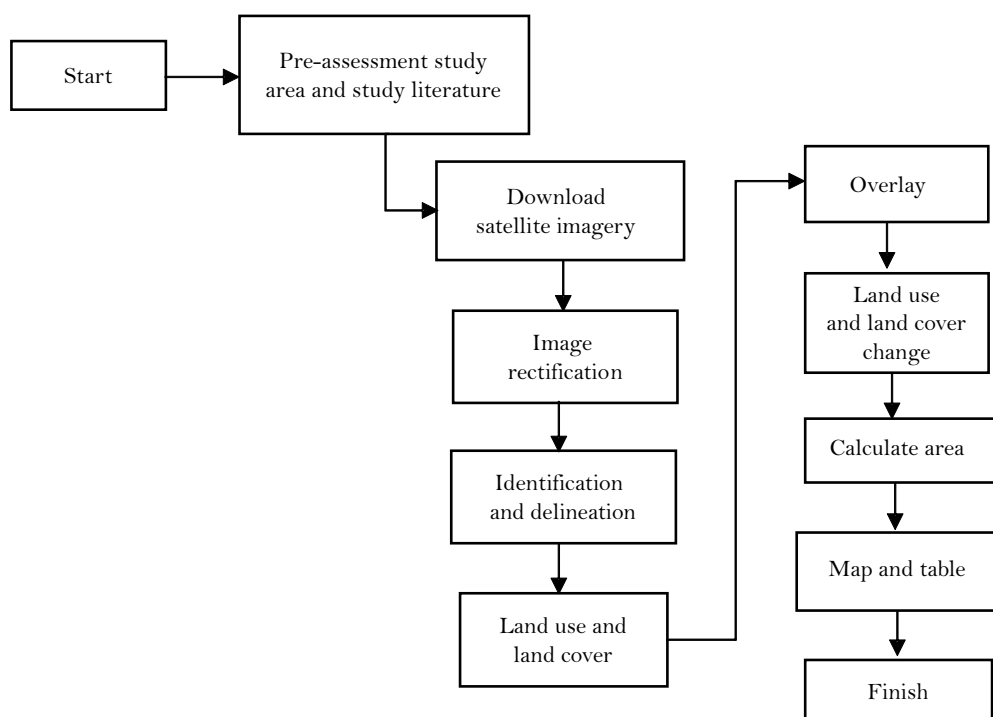 Start
Pre-assessment study
area and study literature
Download
satellite imagery
Image
rectification
Identification
and delineation
Land use and
land cover
Overlay
Land use
and land cover
change
Calculate area
Map and table
Finish